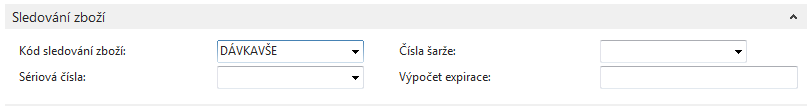 Sledování zboží
Kód sledování zboží: DÁVKAVŠE Čísla šarže:
Sériová čísla: Výpočet expirace: